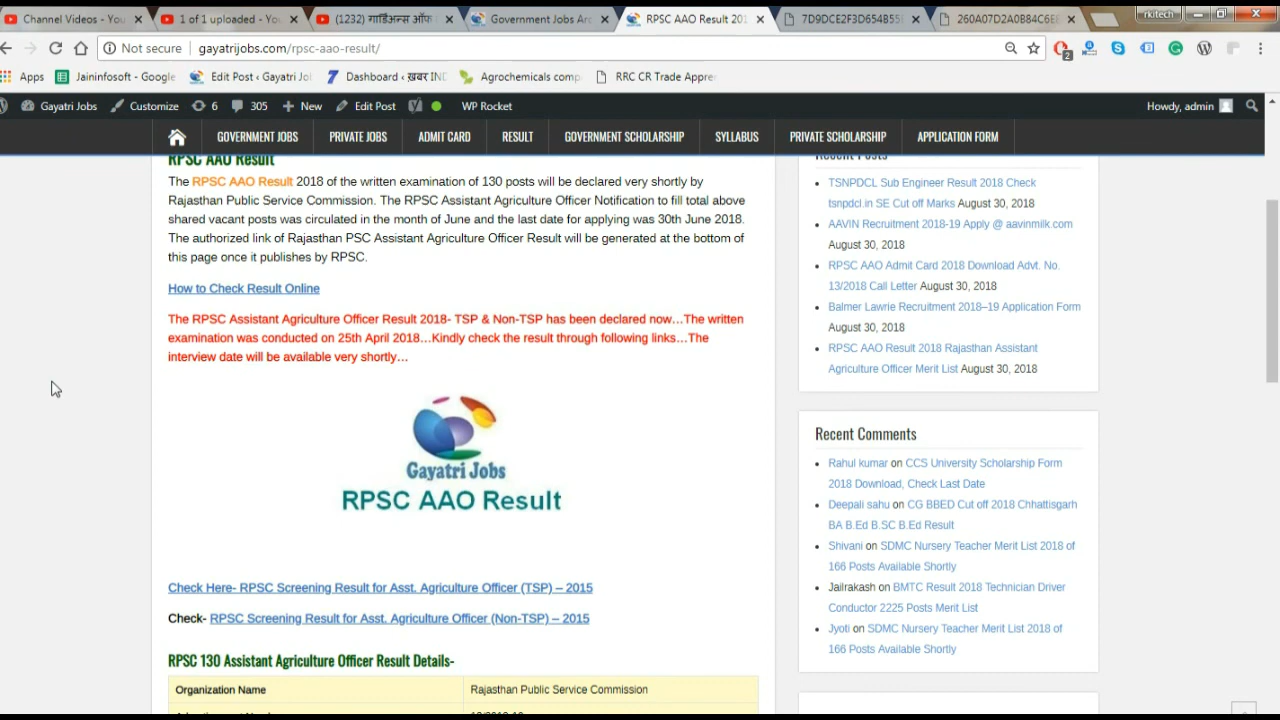 Channel Videos - You
1 of 1 uploaded - You
(1232) गार्डिअन्स ऑफ
Government Jobs Arc
RPSC AAO Result 201
7D9DCE2F3D654B55
260A07D2A0B84C6E
rkitech
Not secure
gayatrijobs.com/rpsc-aao-result/
2
Apps
Jaininfosoft - Google
Edit Post ‹ Gayatri Jo
Dashboard ‹ ख़बर IND
Agrochemicals comp
RRC CR Trade Appre
Gayatri Jobs
Customize
6
305
New
Edit Post
WP Rocket
Howdy, admin
GOVERNMENT JOBS
PRIVATE JOBS
ADMIT CARD
RESULT
GOVERNMENT SCHOLARSHIP
SYLLABUS
PRIVATE SCHOLARSHIP
APPLICATION FORM
RPSC AAO Result
The RPSC AAO Result 2018 of the written examination of 130 posts will be declared very shortly by
Rajasthan Public Service Commission. The RPSC Assistant Agriculture Officer Notification to fill total above
shared vacant posts was circulated in the month of June and the last date for applying was 30th June 2018.
The authorized link of Rajasthan PSC Assistant Agriculture Officer Result will be generated at the bottom of
this page once it publishes by RPSC.
How to Check Result Online
The RPSC Assistant Agriculture Officer Result 2018- TSP & Non-TSP has been declared now…The written
examination was conducted on 25th April 2018…Kindly check the result through following links…The
interview date will be available very shortly…
Gayatri Jobs
RPSC AAO Result
Check Here- RPSC Screening Result for Asst. Agriculture Officer (TSP) – 2015
Check- RPSC Screening Result for Asst. Agriculture Officer (Non-TSP) – 2015
RPSC 130 Assistant Agriculture Officer Result Details-
Organization Name
Rajasthan Public Service Commission
Recent Posts
TSNPDCL Sub Engineer Result 2018 Check
tsnpdcl.in SE Cut off Marks August 30, 2018
AAVIN Recruitment 2018-19 Apply @ aavinmilk.com
August 30, 2018
RPSC AAO Admit Card 2018 Download Advt. No.
13/2018 Call Letter August 30, 2018
Balmer Lawrie Recruitment 2018–19 Application Form
August 30, 2018
RPSC AAO Result 2018 Rajasthan Assistant
Agriculture Officer Merit List August 30, 2018
Recent Comments
Rahul kumar on CCS University Scholarship Form
2018 Download, Check Last Date
Deepali sahu on CG BBED Cut off 2018 Chhattisgarh
BA B.Ed B.SC B.Ed Result
Shivani on SDMC Nursery Teacher Merit List 2018 of
166 Posts Available Shortly
Jailrakash on BMTC Result 2018 Technician Driver
Conductor 2225 Posts Merit List
Jyoti on SDMC Nursery Teacher Merit List 2018 of
166 Posts Available Shortly